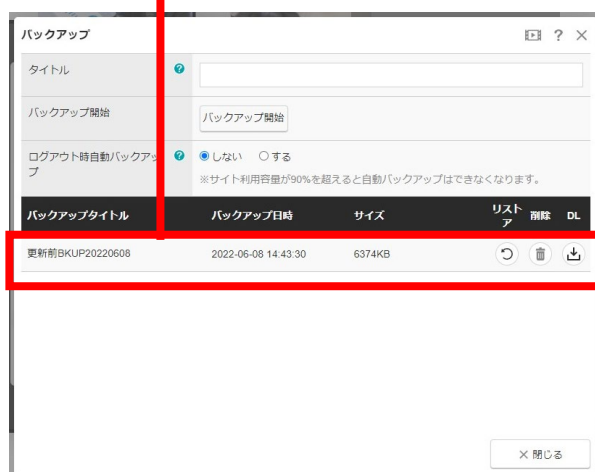 バックアップ ?
タイトル ?
バックアップ開始 バックアップ開始
ログアウト時自動バックアッ ? しない する
プ
※サイト利用容量が90%を超えると自動バックアップはできなくなります。
バックアップタイトル バックアップ日時 サイズ リスト 削除 DL
ア
更新前BKUP20220608 2022-06-08 14:43:30 6374KB
× 閉じる